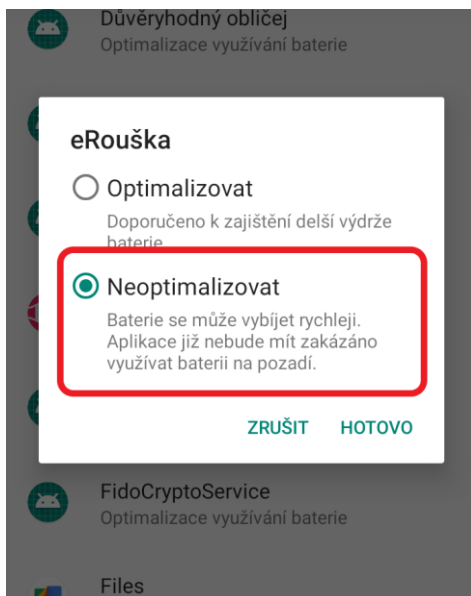 Důvěryhodný obličej
Optimalizace využívání baterie
eRouška
Optimalizovat
Doporučeno k zajištění delší výdrže
baterie
Neoptimalizovat
Baterie se může vybíjet rychleji.
Aplikace již nebude mít zakázáno
využívat baterii na pozadí.
ZRUŠIT HOTOVO
FidoCryptoService
Optimalizace využívání baterie
Files